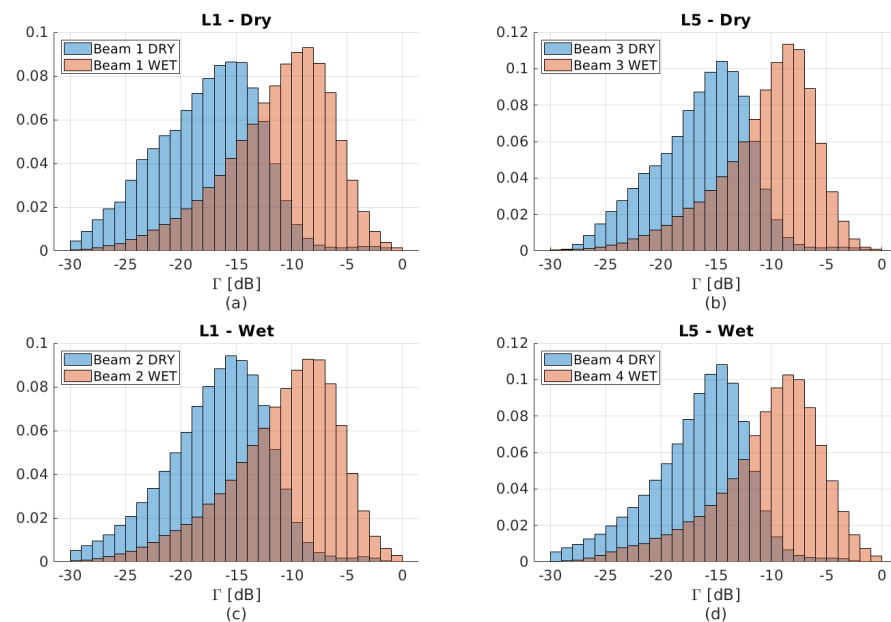 L1 - Dry
Beam 1 DRY
Beam 1 WET
0.1
0.08
0.06
0.04
0.02
0
-30 -25 -20 -15 -10 -5 0
Γ [dB]
(a)
L5 - Dry
Beam 3 DRY
Beam 3 WET
0.12
0.1
0.08
0.06
0.04
0.02
0
-30 -25 -20 -15 -10 -5 0
Γ [dB]
(b)
L1 - Wet
Beam 2 DRY
Beam 2 WET
0.1
0.08
0.06
0.04
0.02
0
-30 -25 -20 -15 -10 -5 0
Γ [dB]
(c)
L5 - Wet
Beam 4 DRY
Beam 4 WET
0.12
0.1
0.08
0.06
0.04
0.02
0
-30 -25 -20 -15 -10 -5 0
Γ [dB]
(d)